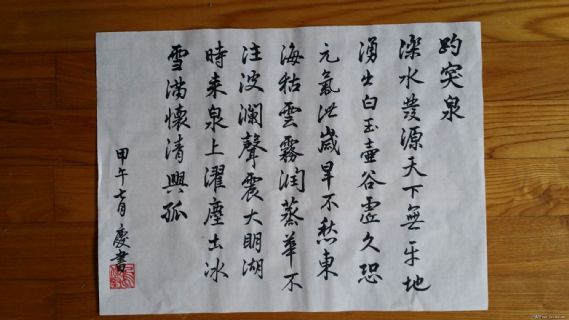 趵突泉
濼水發源天下無平地
湧出白玉壺谷虛久恐
元氣泄歲旱不愁東
海枯雲霧潤蒸華不
注波瀾聲震大明湖
時来泉上濯塵土冰
雪満懷清興孤
甲午七月慶書